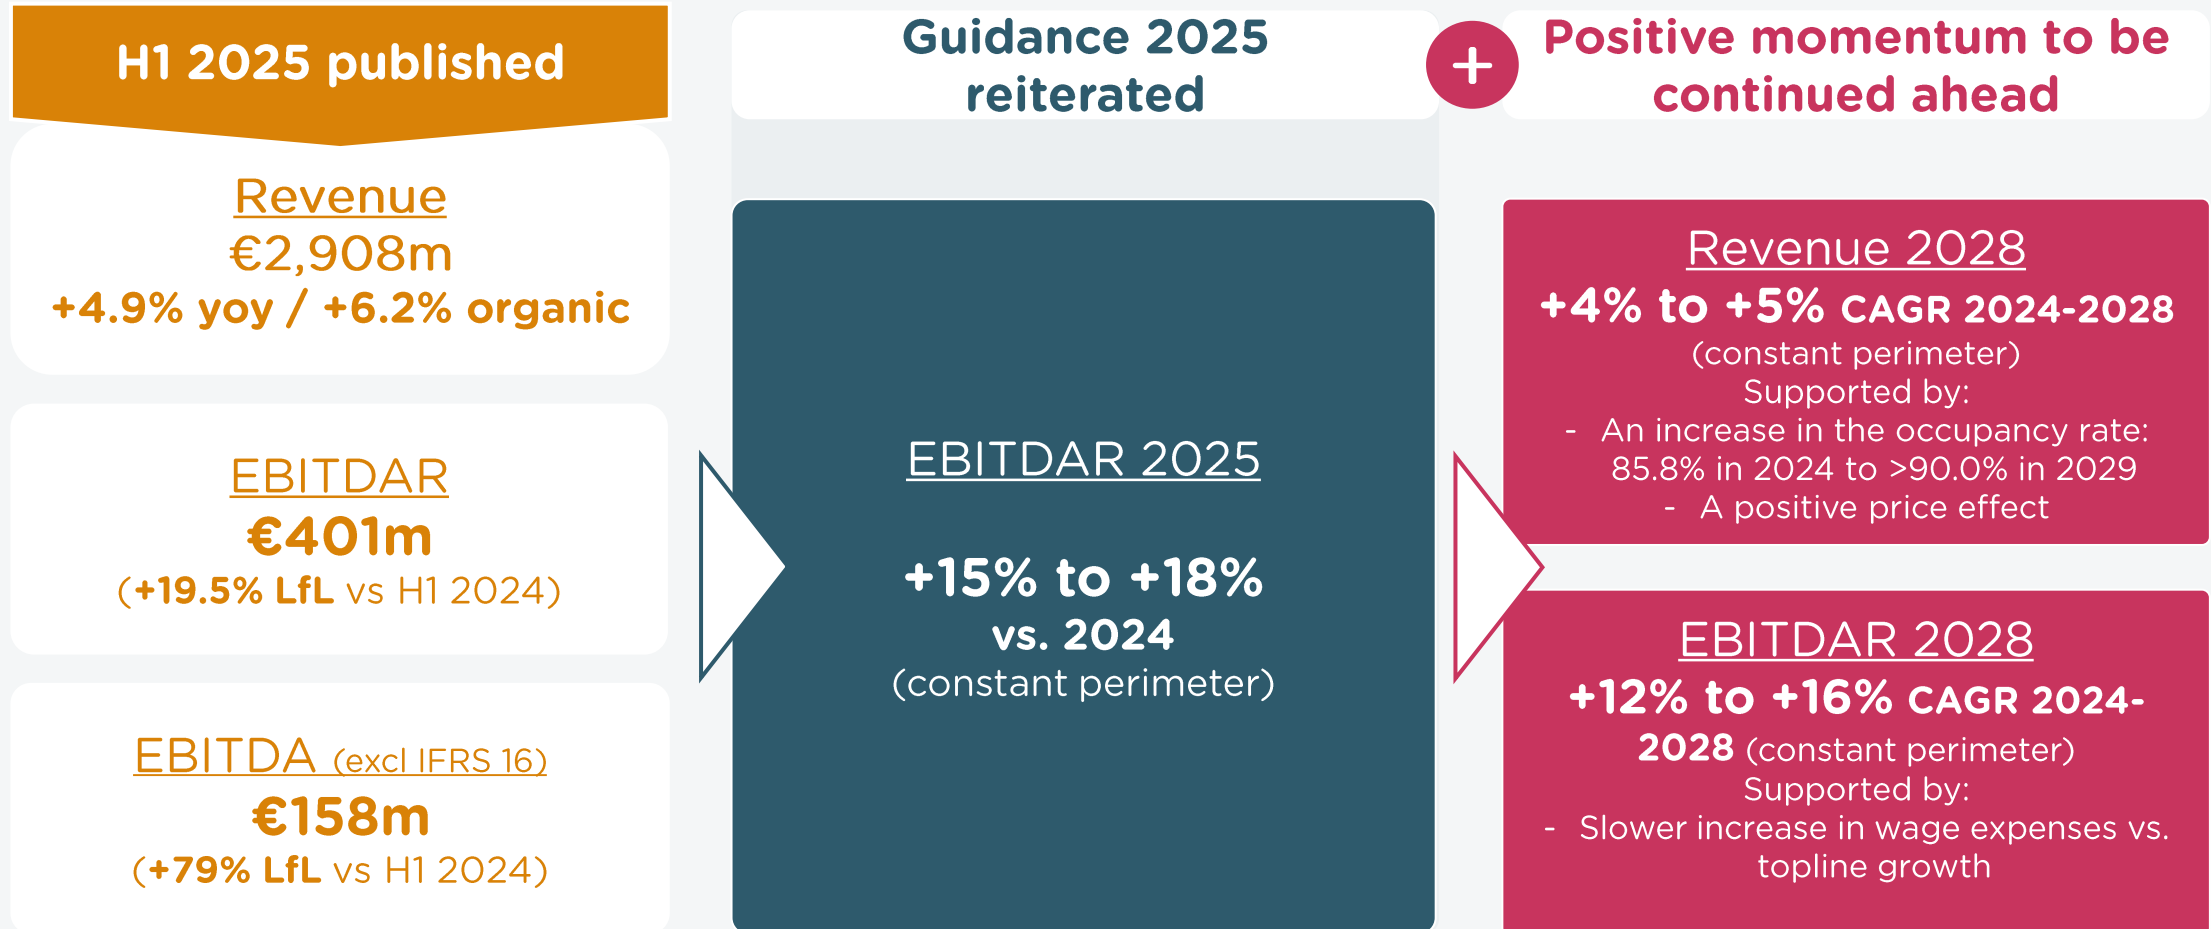 H1 2025 published
Revenue
€2,908m
+4.9% yoy / +6.2% organic
EBITDAR
€401m
(+19.5% LfL vs H1 2024)
EBITDA (excl IFRS 16)
€158m
(+79% LfL vs H1 2024)
Guidance 2025
reiterated
EBITDAR 2025
+15% to +18%
vs. 2024
(constant perimeter)
+
Positive momentum to be
continued ahead
Revenue 2028
+4% to +5% CAGR 2024-2028
(constant perimeter)
Supported by:
- An increase in the occupancy rate:
85.8% in 2024 to >90.0% in 2029
- A positive price effect
EBITDAR 2028
+12% to +16% CAGR 2024-
2028 (constant perimeter)
Supported by:
- Slower increase in wage expenses vs.
topline growth